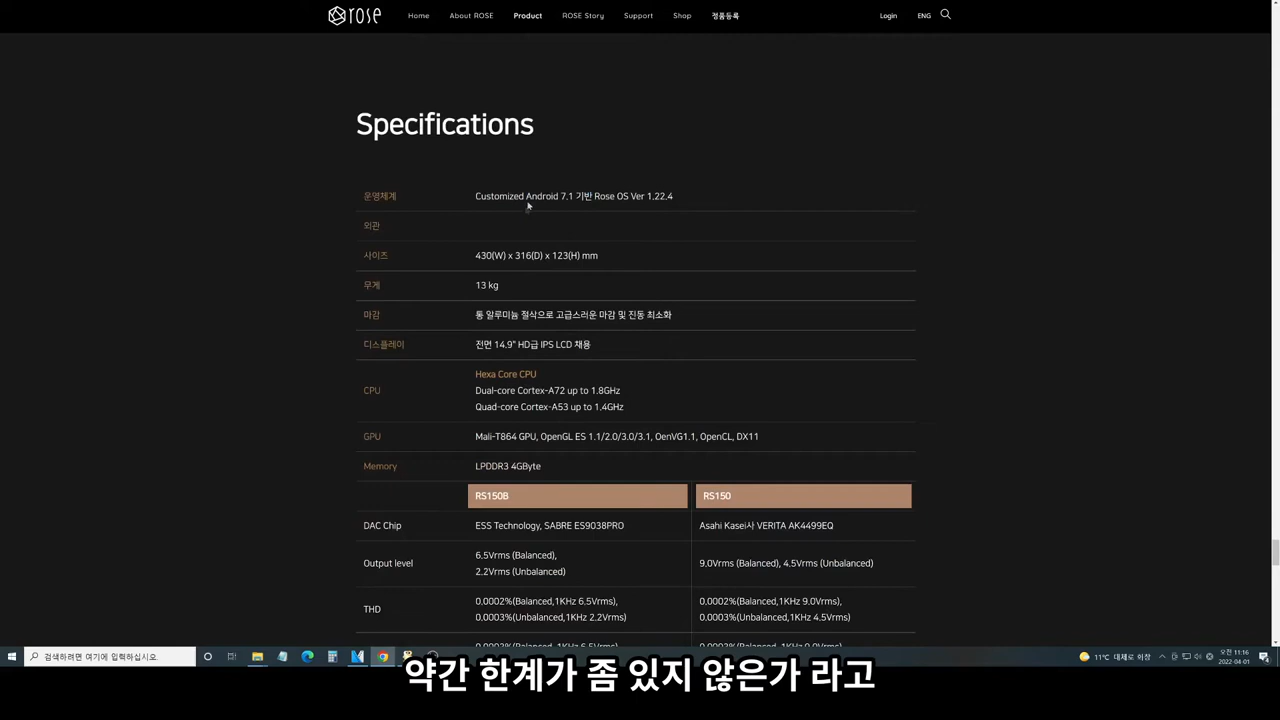 rose
Home About ROSE Product ROSE Story Support Shop 정품등록 Login ENG
Specifications
운영체계 Customized Android 7.1 기반 Rose OS Ver 1.22.4
외관
사이즈 430(W) x 316(D) x 123(H) mm
무게 13 kg
마감 통 알루미늄 절삭으로 고급스러운 마감 및 진동 최소화
디스플레이 전면 14.9" HD급 IPS LCD 채용
Hexa Core CPU
CPU Dual-core Cortex-A72 up to 1.8GHz
Quad-core Cortex-A53 up to 1.4GHz
GPU Mali-T864 GPU, OpenGL ES 1.1/2.0/3.0/3.1, OenVG1.1, OpenCL, DX11
Memory LPDDR3 4GByte
RS150B RS150
DAC Chip ESS Technology, SABRE ES9038PRO Asahi Kasei사 VERITA AK4499EQ
Output level 6.5Vrms (Balanced), 9.0Vrms (Balanced), 4.5Vrms (Unbalanced)
2.2Vrms (Unbalanced)
THD 0.0002%(Balanced,1KHz 6.5Vrms), 0.0002%(Balanced,1KHz 9.0Vrms),
0.0003%(Unbalanced,1KHz 2.2Vrms) 0.0003%(Unbalanced,1KHz 4.5Vrms)
검색하려면 여기에 입력하십시오. 11°C 대체로 흐림 오전 11:16
2022-04-01
약간 한계가 좀 있지 않은가 라고